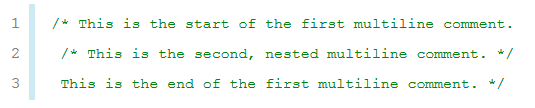 1 /* This is the start of the first multiline comment.
2 /* This is the second, nested multiline comment. */
3 This is the end of the first multiline comment. */